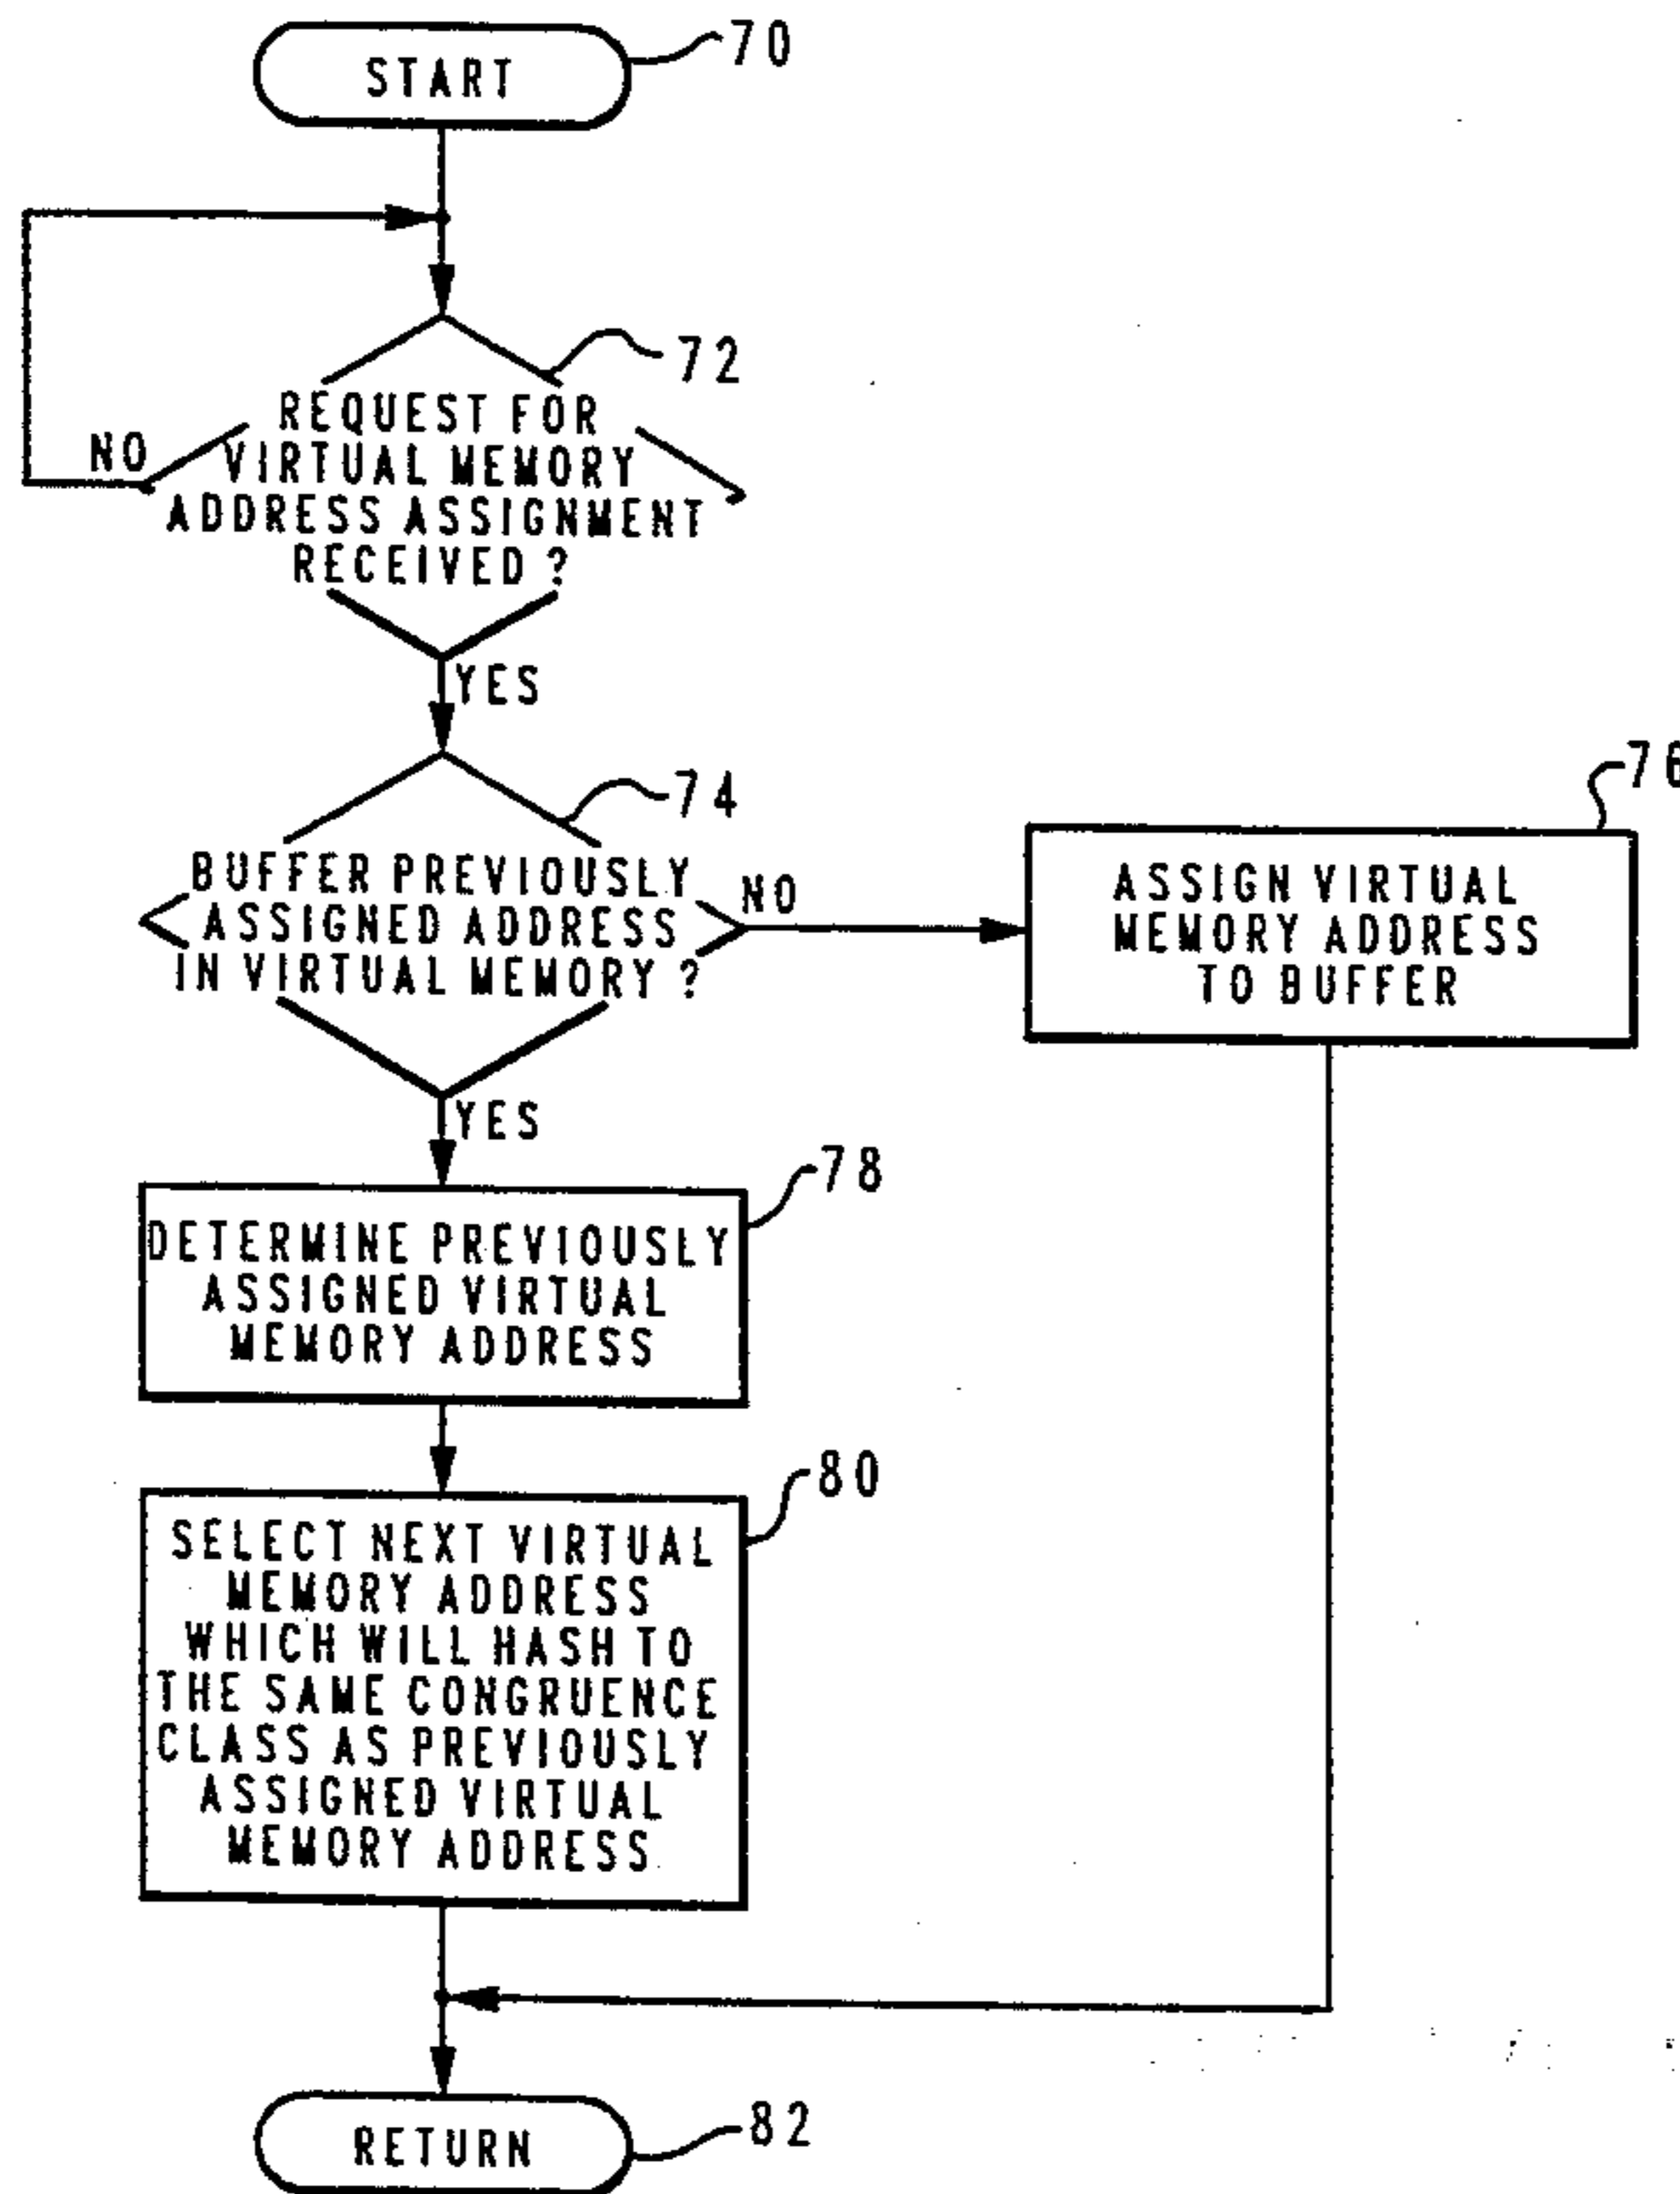 START
70
72
REQUEST FOR
VIRTUAL MEMORY
ADDRESS ASSIGNMENT
RECEIVED ?
NO
YES
74
BUFFER PREVIOUSLY
ASSIGNED ADDRESS
IN VIRTUAL MEMORY ?
NO
76
ASSIGN VIRTUAL
MEMORY ADDRESS
TO BUFFER
YES
78
DETERMINE PREVIOUSLY
ASSIGNED VIRTUAL
MEMORY ADDRESS
80
SELECT NEXT VIRTUAL
MEMORY ADDRESS
WHICH WILL HASH TO
THE SAME CONGRUENCE
CLASS AS PREVIOUSLY
ASSIGNED VIRTUAL
MEMORY ADDRESS
RETURN
82